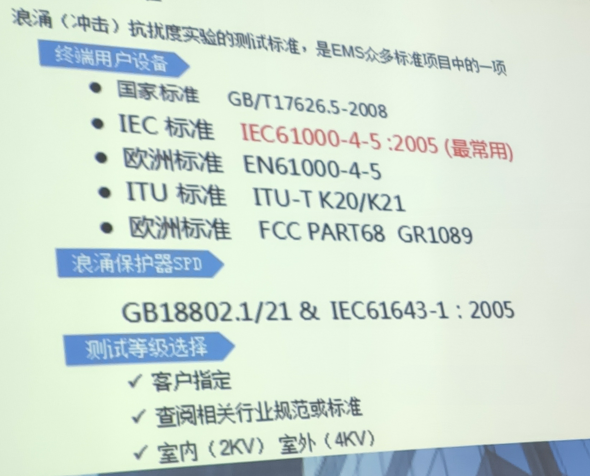 浪涌（冲击）抗扰度实验的测试标准，是EMS众多标准项目中的一项
终端用户设备
● 国家标准 GB/T17626.5-2008
● IEC 标准 IEC61000-4-5 :2005 (最常用)
● 欧洲标准 EN61000-4-5
● ITU 标准 ITU-T K20/K21
● 欧洲标准 FCC PART68 GR1089
浪涌保护器SPD
GB18802.1/21 & IEC61643-1：2005
测试等级选择
✓ 客户指定
✓ 查阅相关行业规范或标准
✓ 室内（2KV） 室外（4KV）